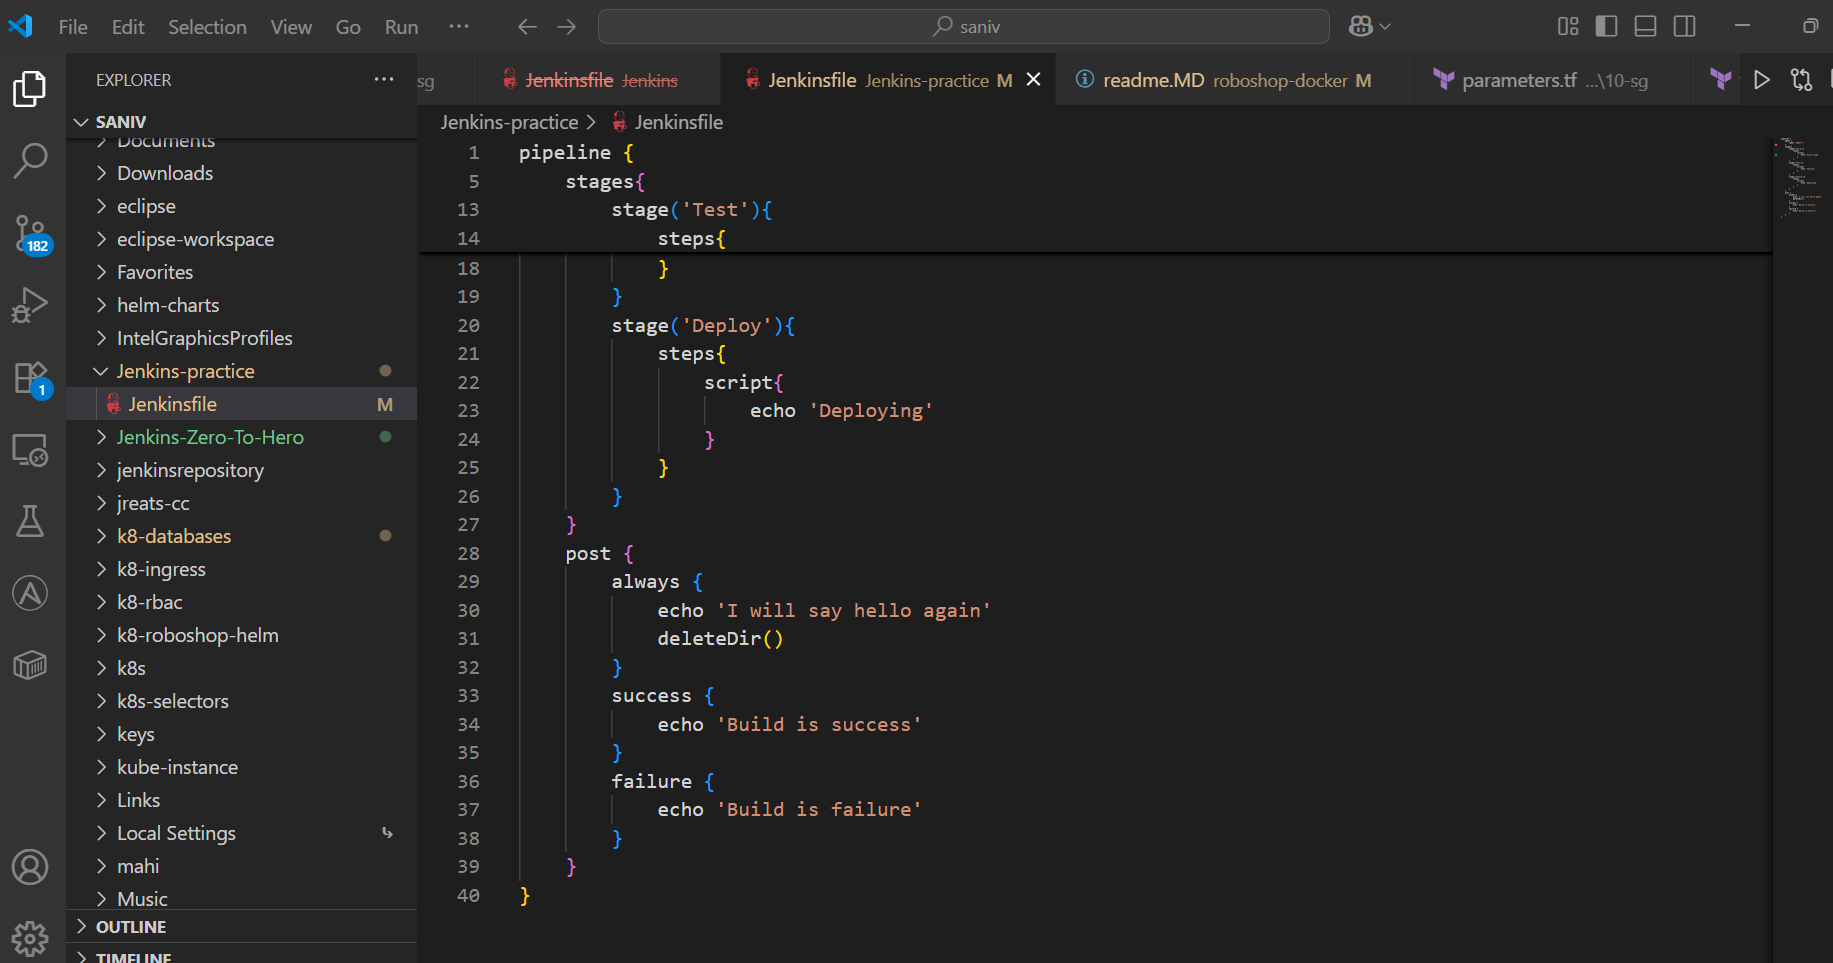 File Edit Selection View Go Run ··· saniv
EXPLORER ···
sg Jenkinsfile Jenkins Jenkinsfile Jenkins-practice M readme.MD roboshop-docker M parameters.tf ...\10-sg
SANIV
Documents
Downloads
eclipse
eclipse-workspace
Favorites
helm-charts
IntelGraphicsProfiles
Jenkins-practice
Jenkinsfile M
Jenkins-Zero-To-Hero
jenkinsrepository
jreats-cc
k8-databases
k8-ingress
k8-rbac
k8-roboshop-helm
k8s
k8s-selectors
keys
kube-instance
Links
Local Settings
mahi
Music
OUTLINE
TIMELINE
182
1
Jenkins-practice > Jenkinsfile
1 pipeline {
5 stages{
13 stage('Test'){
14 steps{
18 }
19 }
20 stage('Deploy'){
21 steps{
22 script{
23 echo 'Deploying'
24 }
25 }
26 }
27 }
28 post {
29 always {
30 echo 'I will say hello again'
31 deleteDir()
32 }
33 success {
34 echo 'Build is success'
35 }
36 failure {
37 echo 'Build is failure'
38 }
39 }
40 }